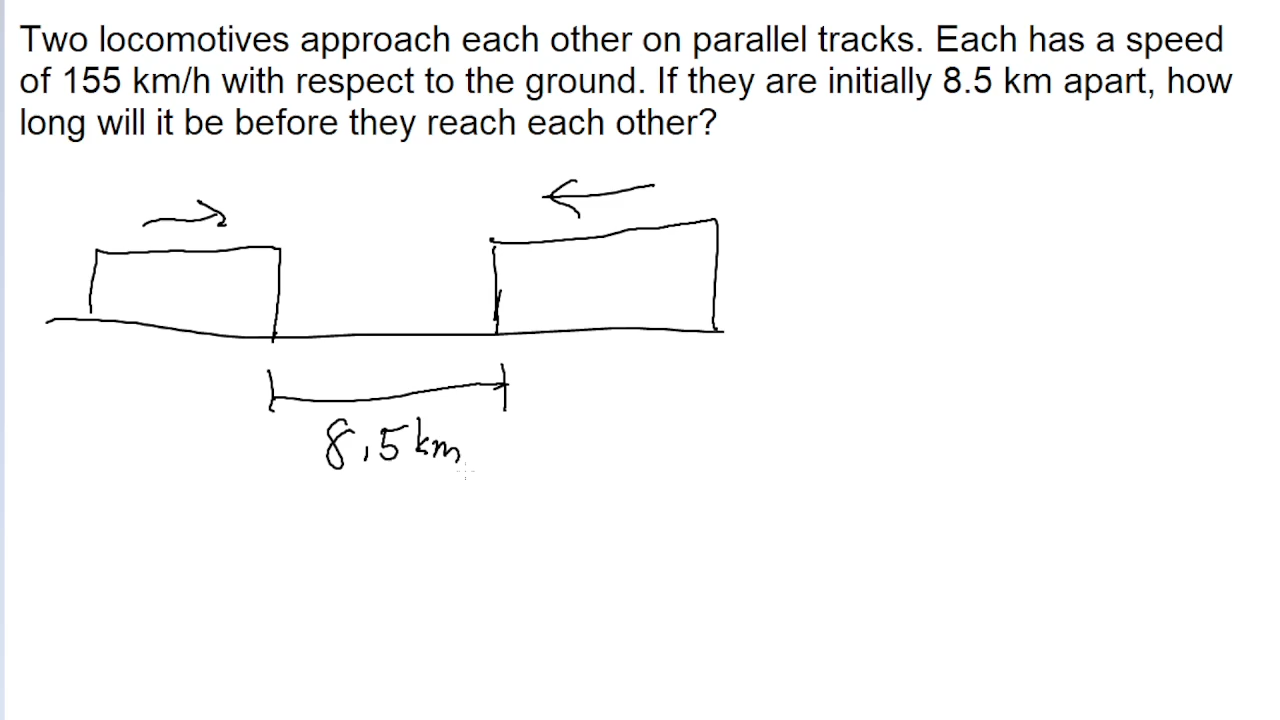 Two locomotives approach each other on parallel tracks. Each has a speed
of 155 km/h with respect to the ground. If they are initially 8.5 km apart, how
long will it be before they reach each other?
8,5 km